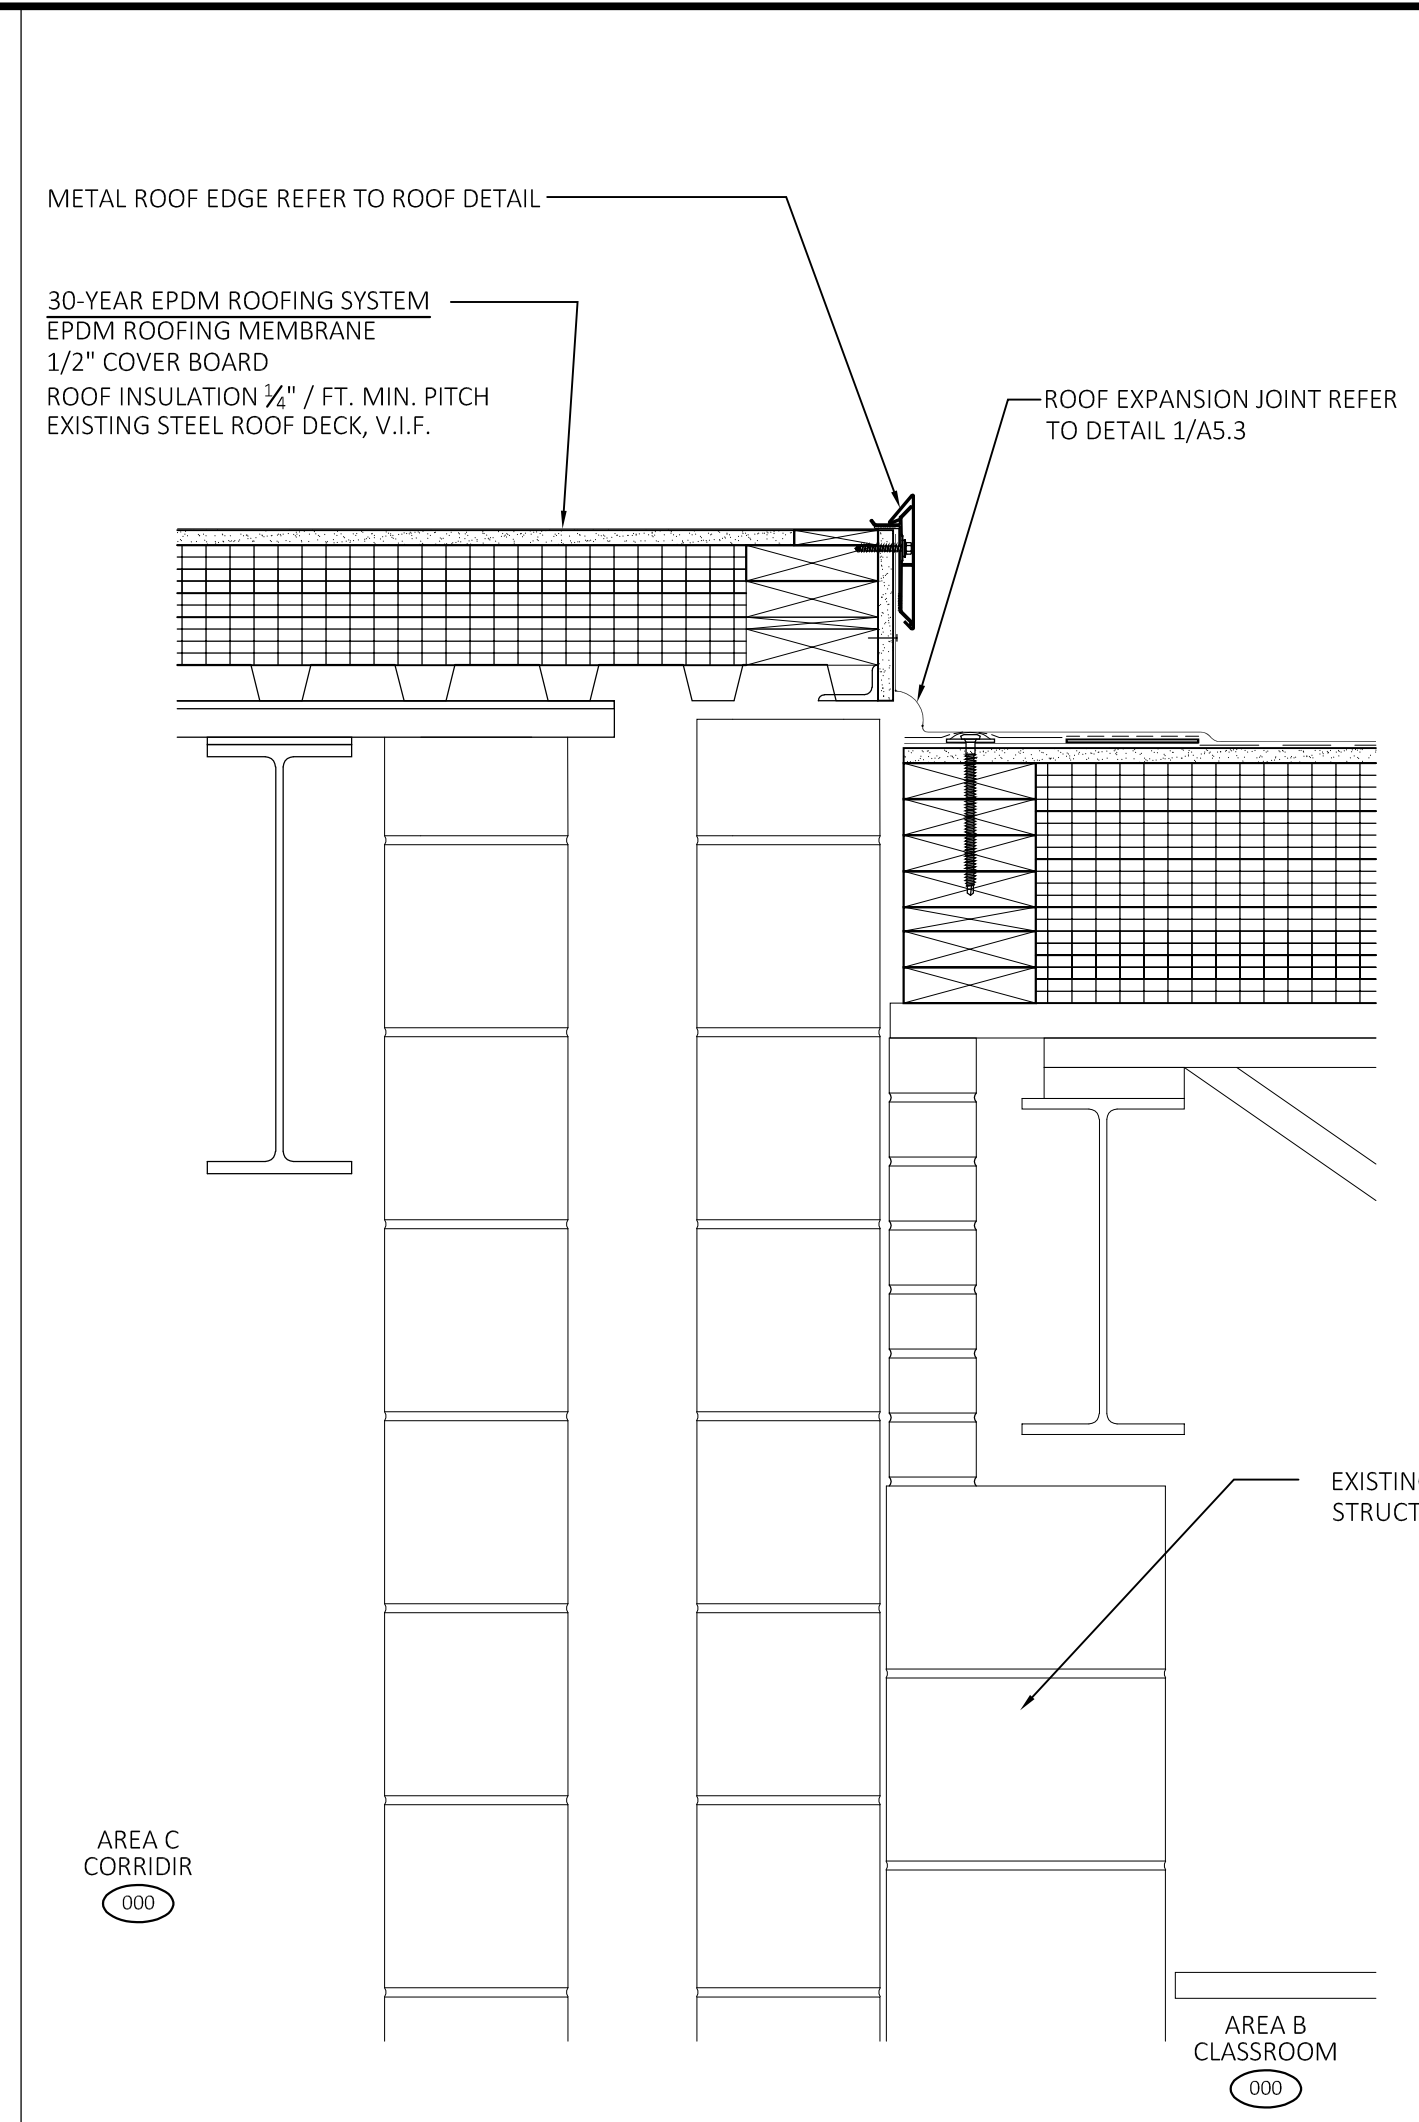 METAL ROOF EDGE REFER TO ROOF DETAIL
30-YEAR EPDM ROOFING SYSTEM
EPDM ROOFING MEMBRANE
1/2" COVER BOARD
ROOF INSULATION ¼" / FT. MIN. PITCH
EXISTING STEEL ROOF DECK, V.I.F.
ROOF EXPANSION JOINT REFER
TO DETAIL 1/A5.3
AREA C
CORRIDIR
000
AREA B
CLASSROOM
000